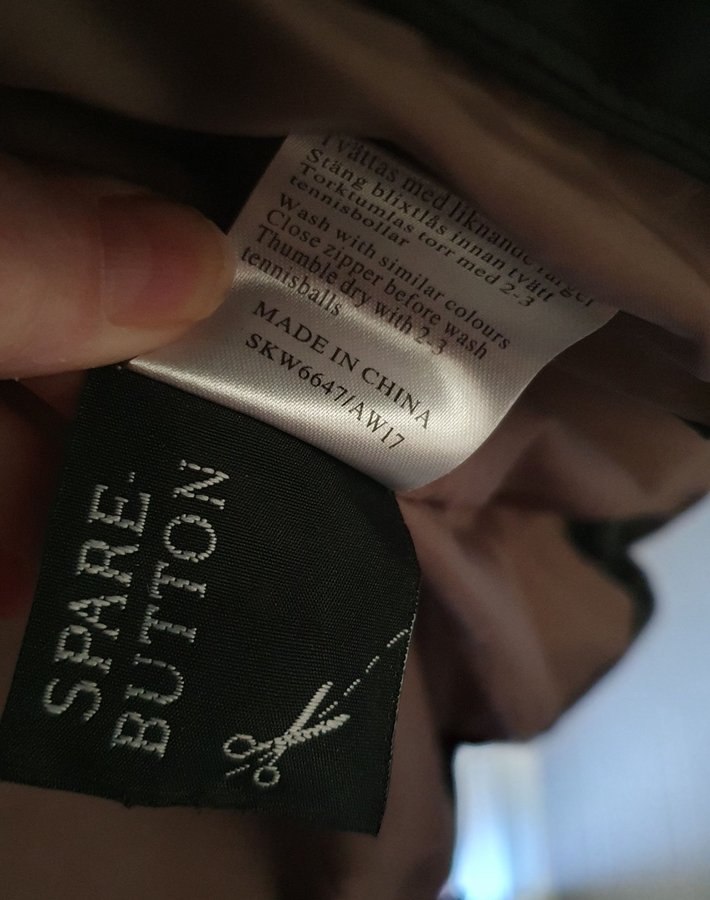 Tvättas med liknande färger
Stäng blixtlås innan tvätt
Torktumlas torr med 2-3
tennisbollar
Wash with similar colours
Close zipper before wash
Thumble dry with 2-3
tennisballs
MADE IN CHINA
SKW6647/AW17
SPARE
BUTTON